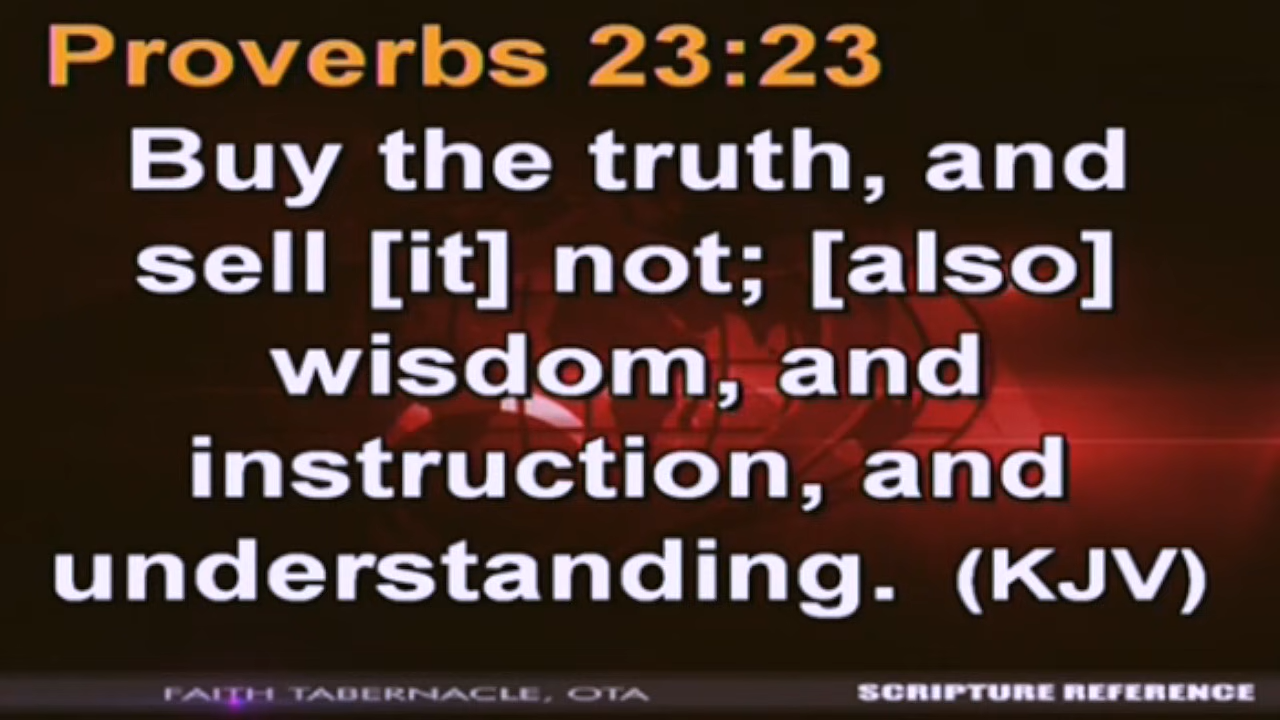 Proverbs 23:23
Buy the truth, and
sell [it] not; [also]
wisdom, and
instruction, and
understanding. (KJV)
FAITH TABERNACLE, OTA
SCRIPTURE REFERENCE